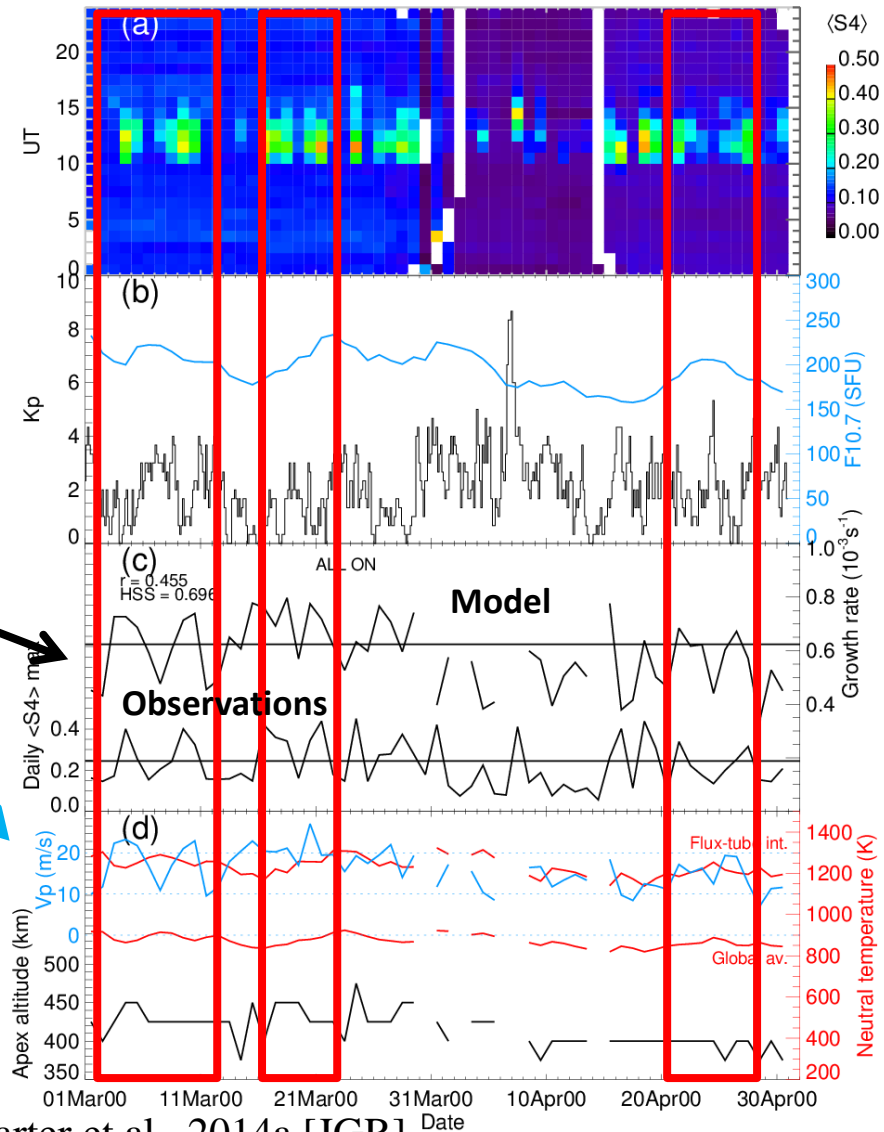 (a)
⟨S4⟩
UT
20
15
10
5
0
0.50
0.40
0.30
0.20
0.10
0.00
(b)
Kp
10
8
6
4
2
0
300
250
200
150
100
50
0
F10.7 (SFU)
(c)
ALL ON
r = 0.455
HSS = 0.696
Model
Observations
Daily <S4> max
0.4
0.2
0.0
1.0
0.8
0.6
0.4
Growth rate (10⁻³s⁻¹)
(d)
Flux-tube int.
Global av.
Vp (m/s)
20
10
0
Apex altitude (km)
500
450
400
350
1400
1200
1000
800
600
400
200
Neutral temperature (K)
01Mar00 11Mar00 21Mar00 31Mar00 10Apr00 20Apr00 30Apr00
Date
arter et al., 2014a [JGR]